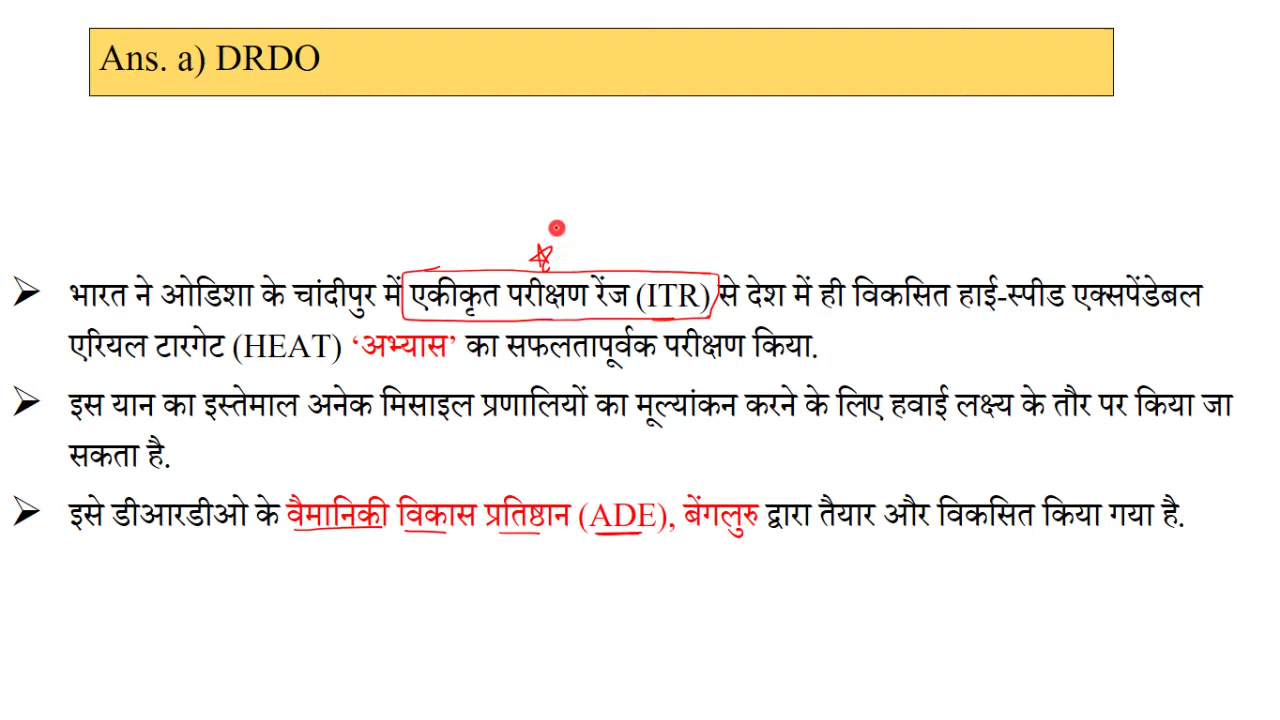 Ans. a) DRDO
भारत ने ओडिशा के चांदीपुर में एकीकृत परीक्षण रेंज (ITR) से देश में ही विकसित हाई-स्पीड एक्सपेंडेबल
एरियल टारगेट (HEAT) ‘अभ्यास’ का सफलतापूर्वक परीक्षण किया.
इस यान का इस्तेमाल अनेक मिसाइल प्रणालियों का मूल्यांकन करने के लिए हवाई लक्ष्य के तौर पर किया जा
सकता है.
इसे डीआरडीओ के वैमानिकी विकास प्रतिष्ठान (ADE), बेंगलुरु द्वारा तैयार और विकसित किया गया है.